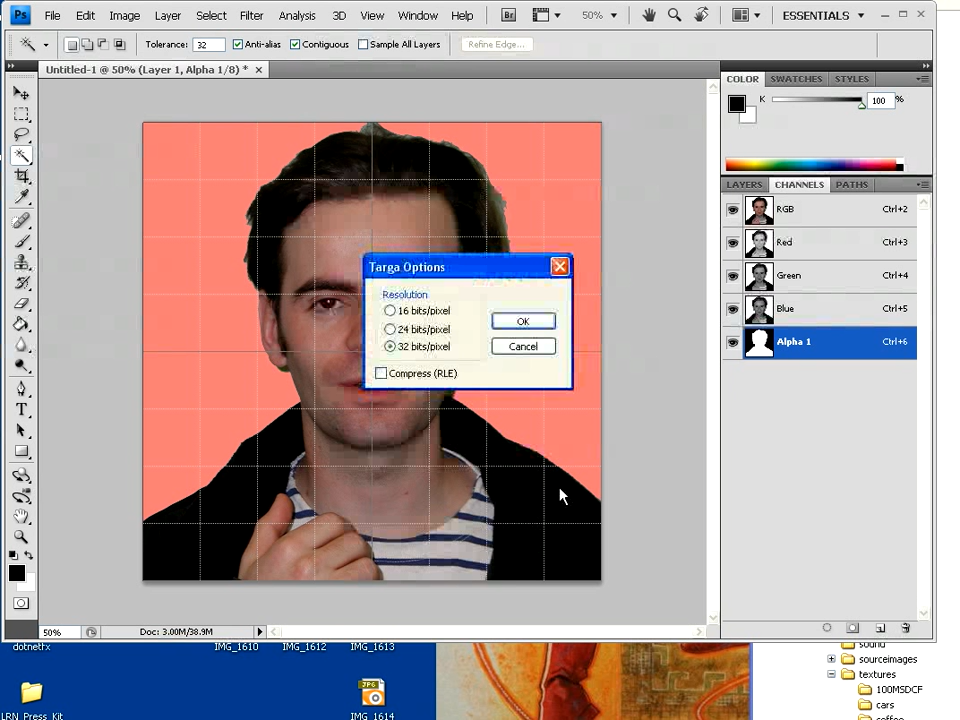 Ps File Edit Image Layer Select Filter Analysis 3D View Window Help Br 50% ESSENTIALS
Tolerance: 32 Anti-alias Contiguous Sample All Layers Refine Edge...
Untitled-1 @ 50% (Layer 1, Alpha 1/8) *
COLOR SWATCHES STYLES
K 100 %
LAYERS CHANNELS PATHS
RGB Ctrl+2
Red Ctrl+3
Green Ctrl+4
Blue Ctrl+5
Alpha 1 Ctrl+6
Targa Options
Resolution
16 bits/pixel
24 bits/pixel
32 bits/pixel
Compress (RLE)
OK
Cancel
50% Doc: 3.00M/38.9M
dotnetfx IMG_1610 IMG_1612 IMG_1613
sound
sourceimages
textures
100MSDCF
cars
coffee
JPG
LRN_Press_Kit IMG_1614